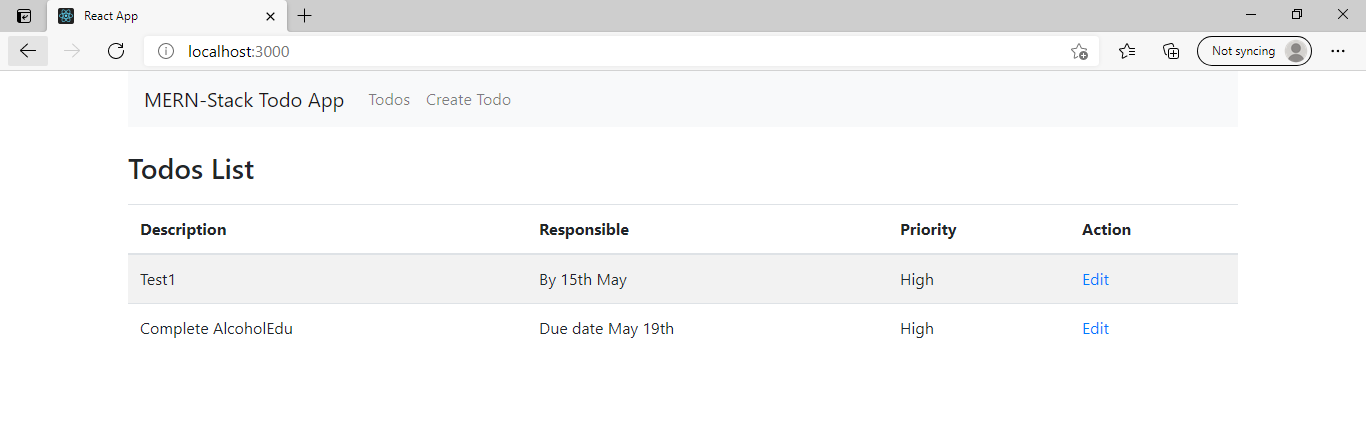 React App
localhost:3000
Not syncing
MERN-Stack Todo App Todos Create Todo
Todos List
Description Responsible Priority Action
Test1 By 15th May High Edit
Complete AlcoholEdu Due date May 19th High Edit